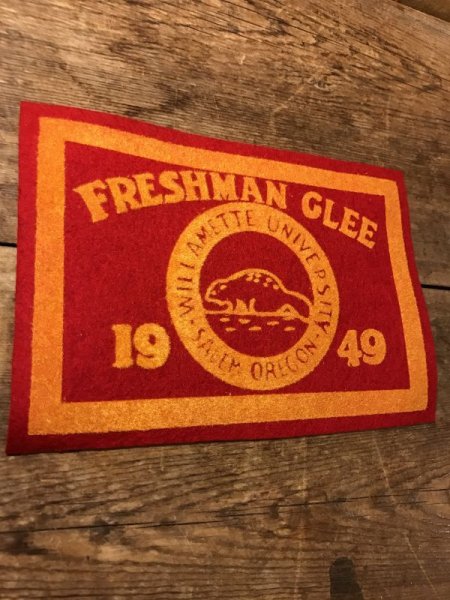 FRESHMAN GLEE
WILLAMETTE UNIVERSITY
SALEM OREGON
19 49